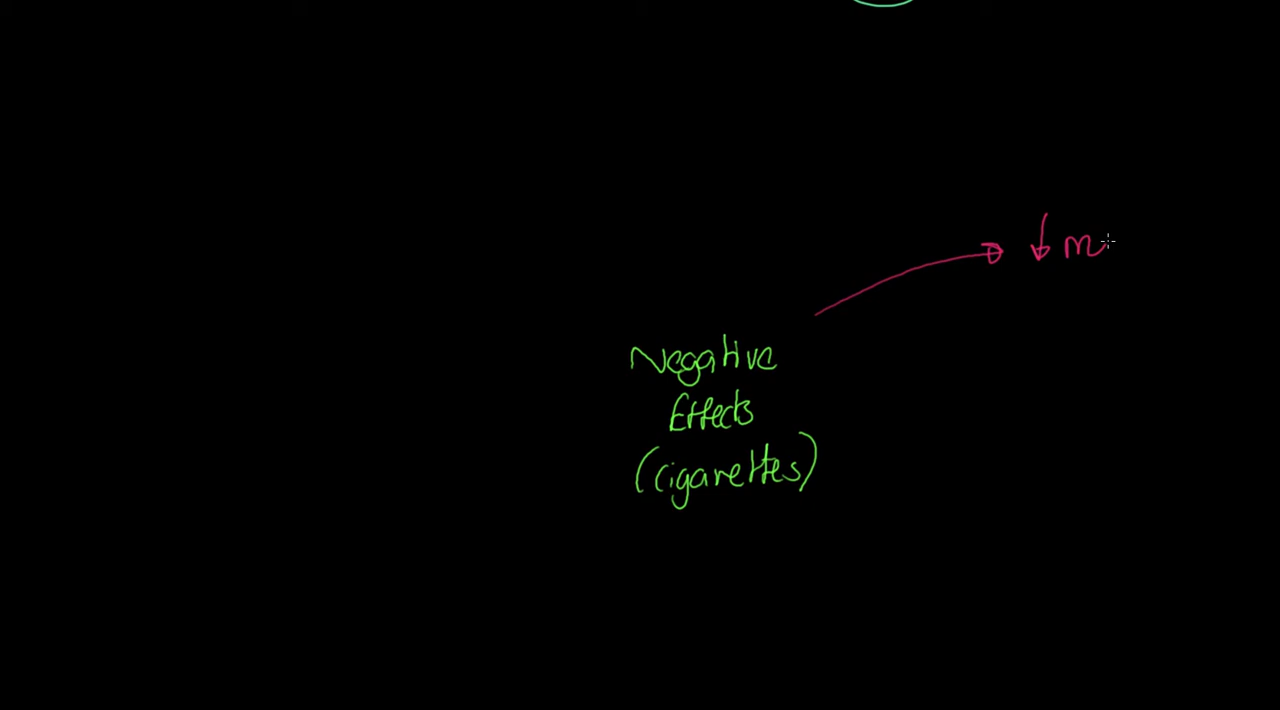 ↓ m
Negative
Effects
(cigarettes)